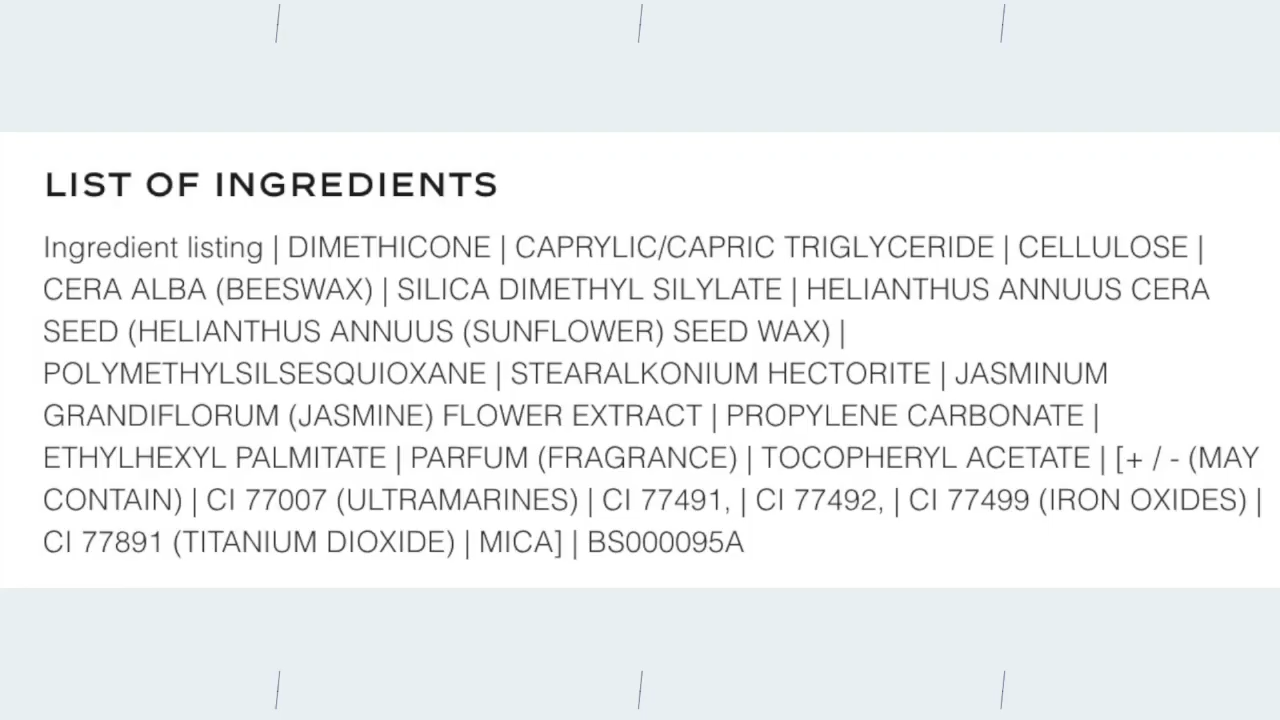 LIST OF INGREDIENTS
Ingredient listing | DIMETHICONE | CAPRYLIC/CAPRIC TRIGLYCERIDE | CELLULOSE |
CERA ALBA (BEESWAX) | SILICA DIMETHYL SILYLATE | HELIANTHUS ANNUUS CERA
SEED (HELIANTHUS ANNUUS (SUNFLOWER) SEED WAX) |
POLYMETHYLSILSESQUIOXANE | STEARALKONIUM HECTORITE | JASMINUM
GRANDIFLORUM (JASMINE) FLOWER EXTRACT | PROPYLENE CARBONATE |
ETHYLHEXYL PALMITATE | PARFUM (FRAGRANCE) | TOCOPHERYL ACETATE | [+ / - (MAY
CONTAIN) | CI 77007 (ULTRAMARINES) | CI 77491, | CI 77492, | CI 77499 (IRON OXIDES) |
CI 77891 (TITANIUM DIOXIDE) | MICA] | BS000095A